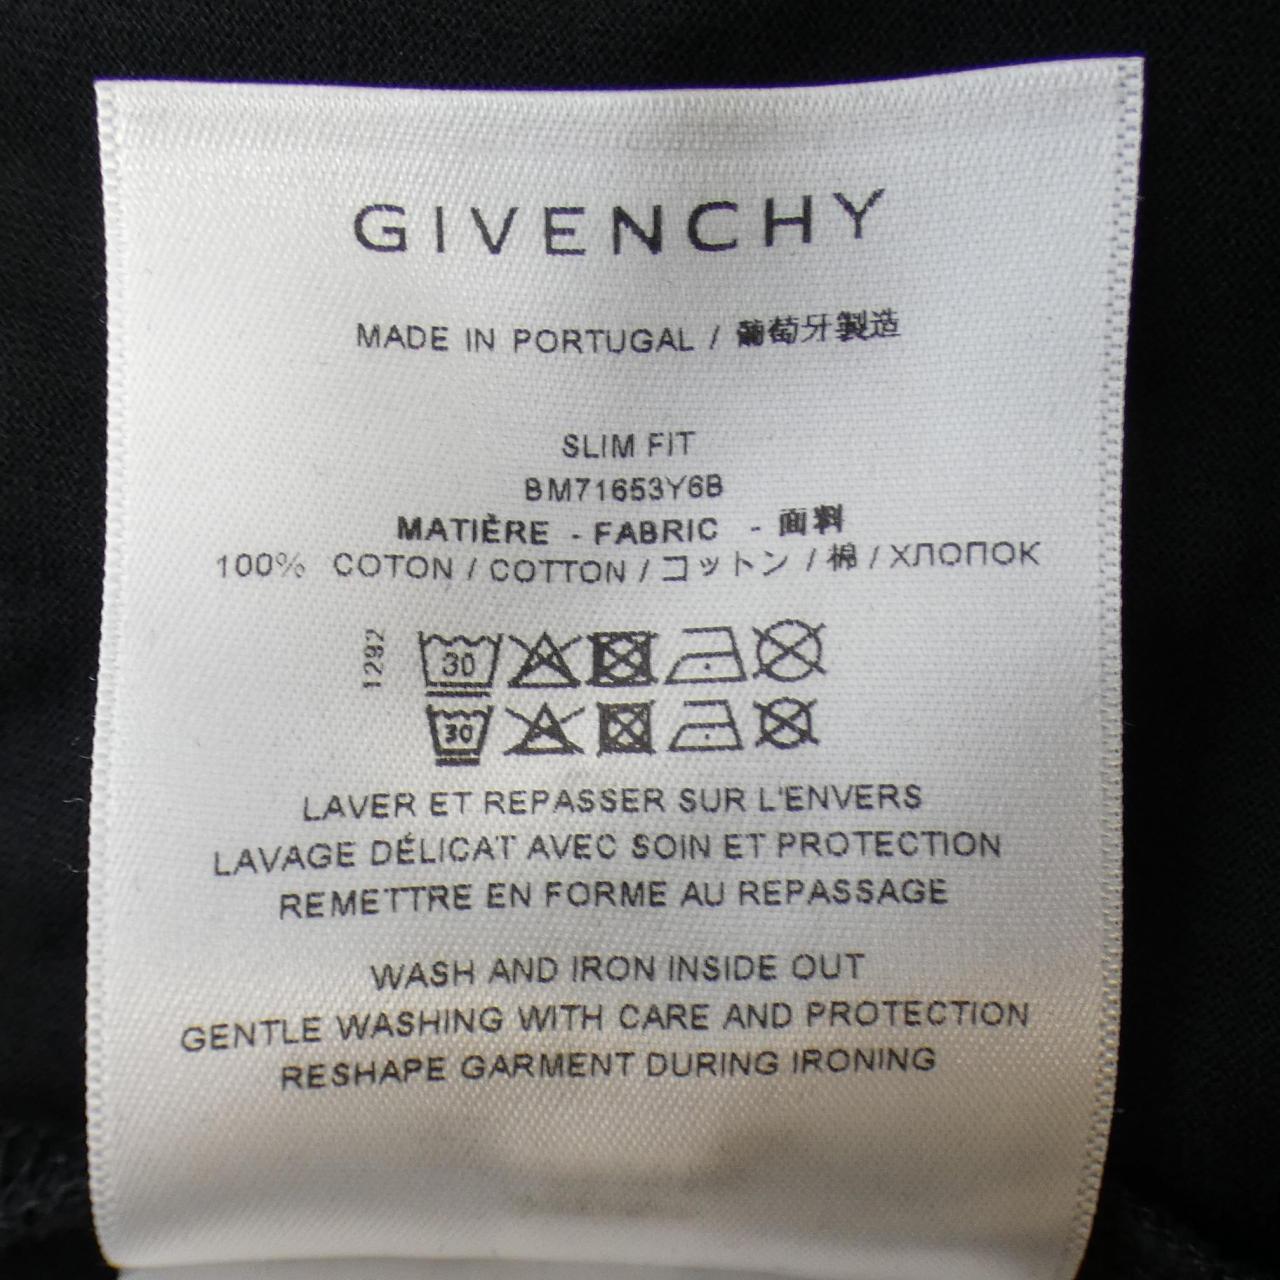 GIVENCHY
MADE IN PORTUGAL / 葡萄牙製造
SLIM FIT
BM71653Y6B
MATIÈRE - FABRIC - 面料
100% COTON / COTTON / コットン / 棉 / ХЛОПОК
1292
30
30
LAVER ET REPASSER SUR L'ENVERS
LAVAGE DÉLICAT AVEC SOIN ET PROTECTION
REMETTRE EN FORME AU REPASSAGE
WASH AND IRON INSIDE OUT
GENTLE WASHING WITH CARE AND PROTECTION
RESHAPE GARMENT DURING IRONING